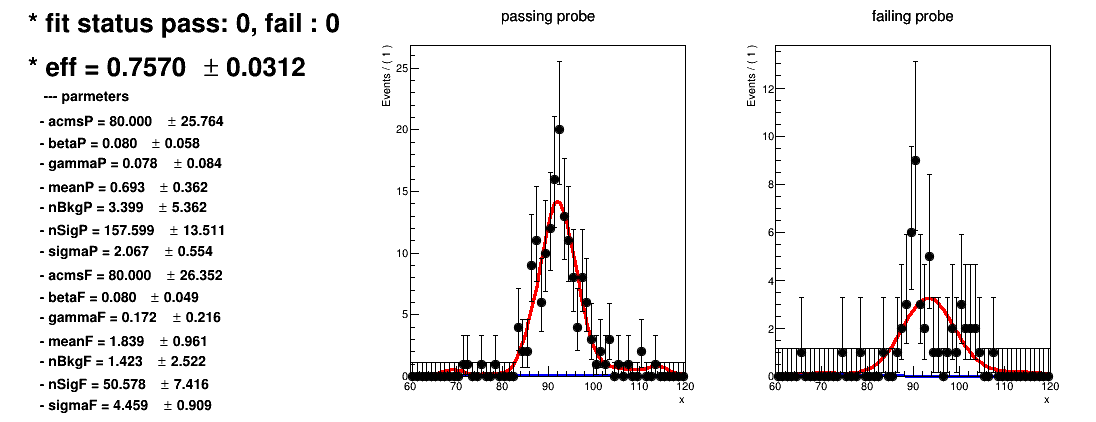 * fit status pass: 0, fail : 0
* eff = 0.7570 ± 0.0312
--- parmeters
- acmsP = 80.000 ± 25.764
- betaP = 0.080 ± 0.058
- gammaP = 0.078 ± 0.084
- meanP = 0.693 ± 0.362
- nBkgP = 3.399 ± 5.362
- nSigP = 157.599 ± 13.511
- sigmaP = 2.067 ± 0.554
- acmsF = 80.000 ± 26.352
- betaF = 0.080 ± 0.049
- gammaF = 0.172 ± 0.216
- meanF = 1.839 ± 0.961
- nBkgF = 1.423 ± 2.522
- nSigF = 50.578 ± 7.416
- sigmaF = 4.459 ± 0.909
passing probe
Events / ( 1 )
25
20
15
10
5
0
60 70 80 90 100 110 120
x
failing probe
Events / ( 1 )
12
10
8
6
4
2
0
60 70 80 90 100 110 120
x